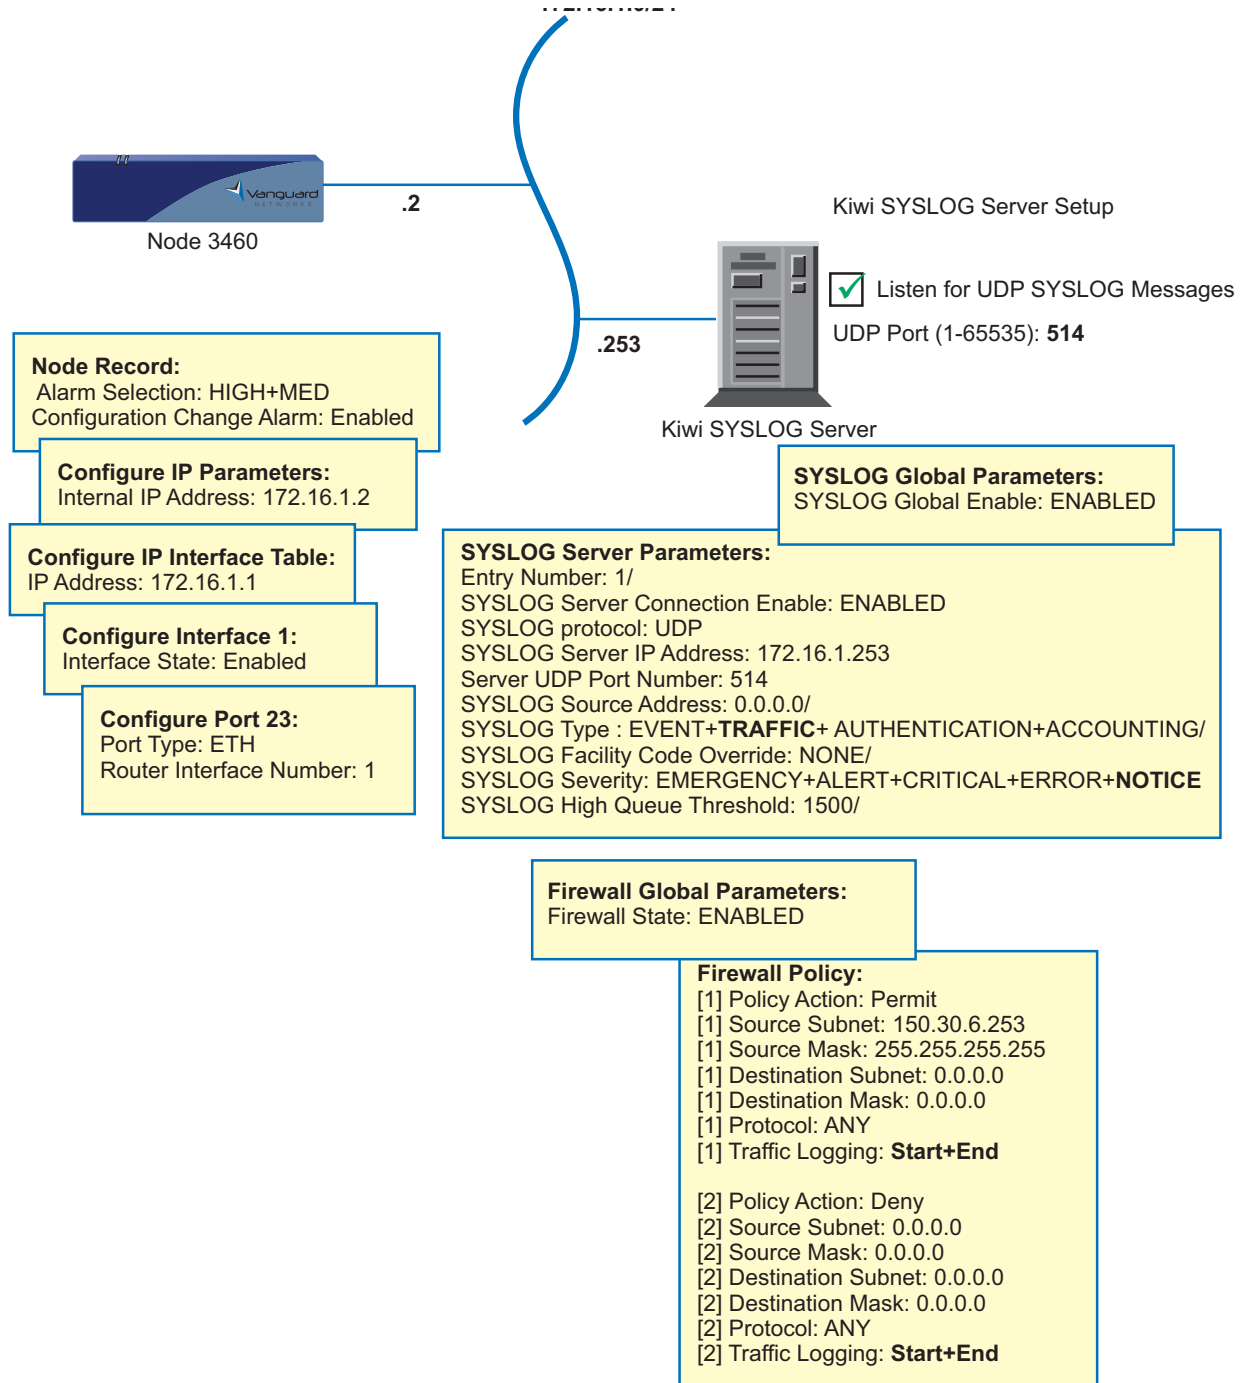 Vanguard
NETWORKS
.2
Node 3460
Kiwi SYSLOG Server Setup
Listen for UDP SYSLOG Messages
UDP Port (1-65535): 514
.253
Kiwi SYSLOG Server
Node Record:
Alarm Selection: HIGH+MED
Configuration Change Alarm: Enabled
Configure IP Parameters:
Internal IP Address: 172.16.1.2
Configure IP Interface Table:
IP Address: 172.16.1.1
Configure Interface 1:
Interface State: Enabled
Configure Port 23:
Port Type: ETH
Router Interface Number: 1
SYSLOG Global Parameters:
SYSLOG Global Enable: ENABLED
SYSLOG Server Parameters:
Entry Number: 1/
SYSLOG Server Connection Enable: ENABLED
SYSLOG protocol: UDP
SYSLOG Server IP Address: 172.16.1.253
Server UDP Port Number: 514
SYSLOG Source Address: 0.0.0.0/
SYSLOG Type : EVENT+TRAFFIC+ AUTHENTICATION+ACCOUNTING/
SYSLOG Facility Code Override: NONE/
SYSLOG Severity: EMERGENCY+ALERT+CRITICAL+ERROR+NOTICE
SYSLOG High Queue Threshold: 1500/
Firewall Global Parameters:
Firewall State: ENABLED
Firewall Policy:
[1] Policy Action: Permit
[1] Source Subnet: 150.30.6.253
[1] Source Mask: 255.255.255.255
[1] Destination Subnet: 0.0.0.0
[1] Destination Mask: 0.0.0.0
[1] Protocol: ANY
[1] Traffic Logging: Start+End
[2] Policy Action: Deny
[2] Source Subnet: 0.0.0.0
[2] Source Mask: 0.0.0.0
[2] Destination Subnet: 0.0.0.0
[2] Destination Mask: 0.0.0.0
[2] Protocol: ANY
[2] Traffic Logging: Start+End